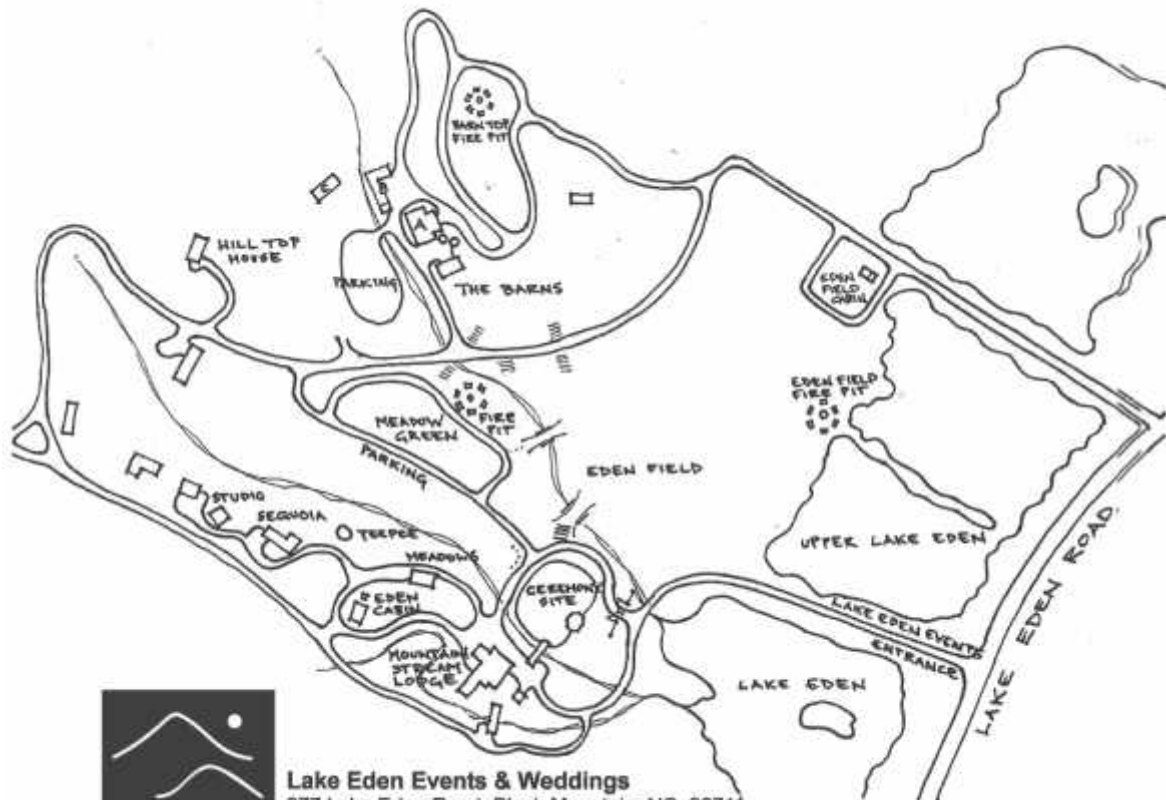 BARN TOP
FIRE PIT
HILL TOP
HOUSE
PARKING
THE BARNS
EDEN
FIELD
CABIN
EDEN FIELD
FIRE PIT
FIRE
PIT
MEADOW
GREEN
PARKING
EDEN FIELD
STUDIO
SEQUOIA
TEEPEE
MEADOWS
UPPER LAKE EDEN
EDEN
CABIN
CEREMONY
SITE
LAKE EDEN EVENTS
ENTRANCE
LAKE EDEN ROAD
MOUNTAIN
STREAM
LODGE
LAKE EDEN
Lake Eden Events & Weddings